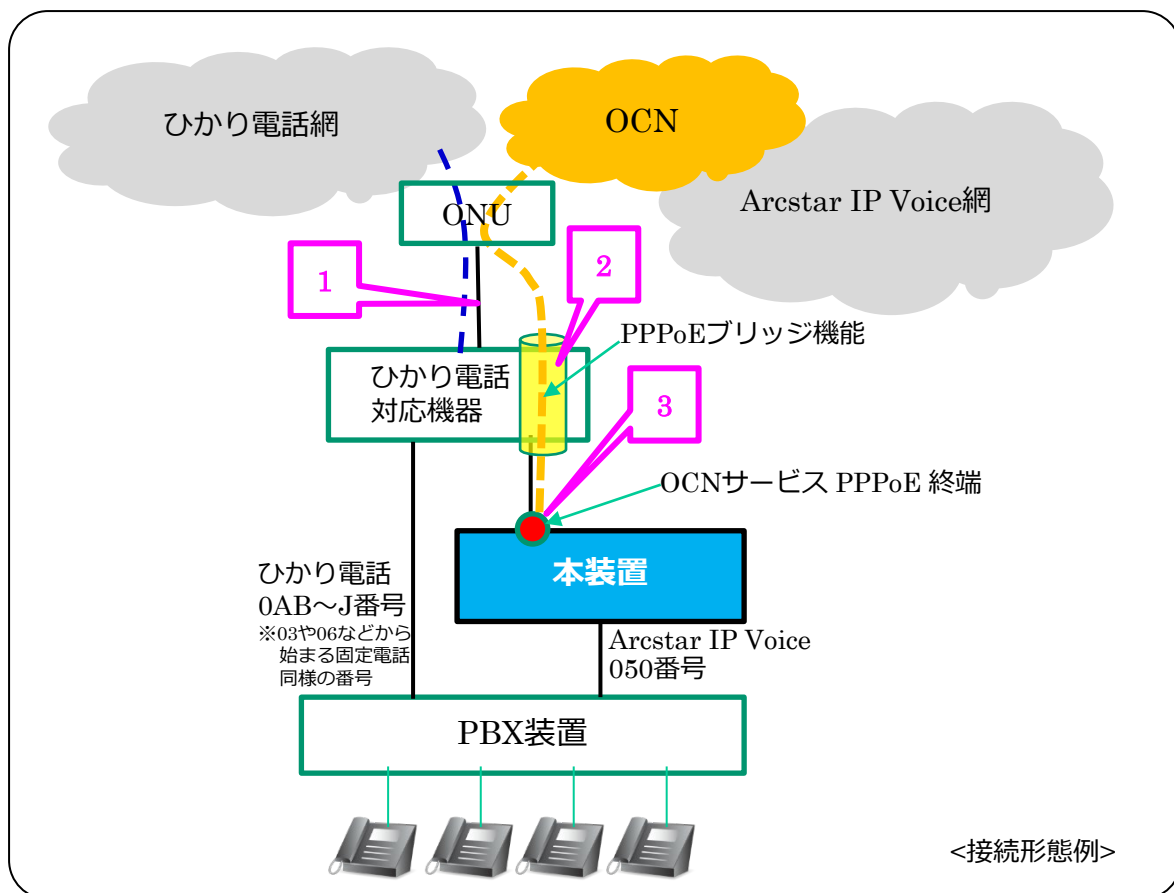 ひかり電話網
OCN
Arcstar IP Voice網
ONU
1
2
PPPoEブリッジ機能
ひかり電話
対応機器
3
OCNサービス PPPoE 終端
本装置
ひかり電話
0AB～J番号
※03や06などから
始まる固定電話
同様の番号
Arcstar IP Voice
050番号
PBX装置
<接続形態例>